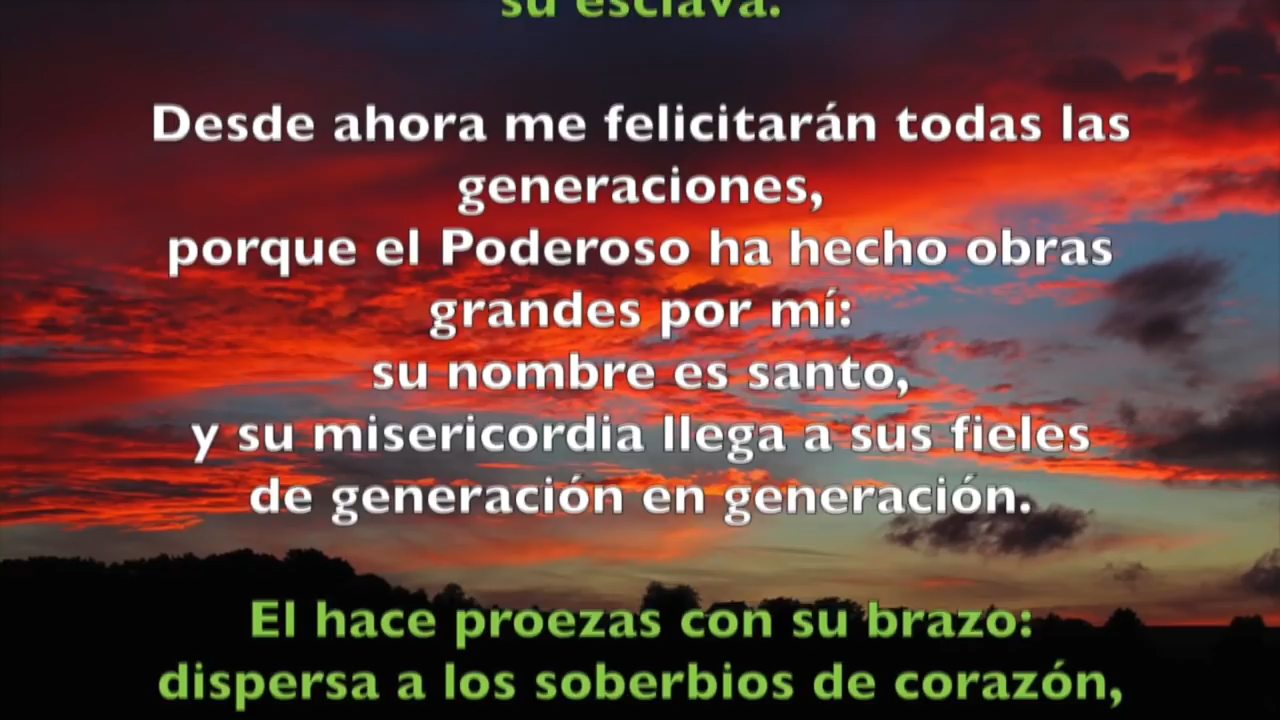 su esclava.
Desde ahora me felicitarán todas las
generaciones,
porque el Poderoso ha hecho obras
grandes por mí:
su nombre es santo,
y su misericordia llega a sus fieles
de generación en generación.
El hace proezas con su brazo:
dispersa a los soberbios de corazón,